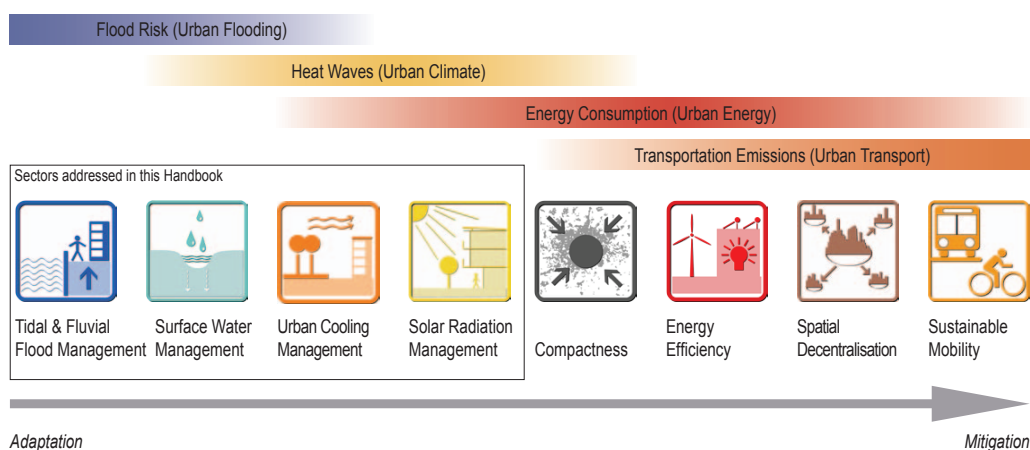 Flood Risk (Urban Flooding)
Heat Waves (Urban Climate)
Energy Consumption (Urban Energy)
Transportation Emissions (Urban Transport)
Sectors addressed in this Handbook
Tidal & Fluvial
Flood Management
Surface Water
Management
Urban Cooling
Management
Solar Radiation
Management
Compactness
Energy
Efficiency
Spatial
Decentralisation
Sustainable
Mobility
Adaptation
Mitigation